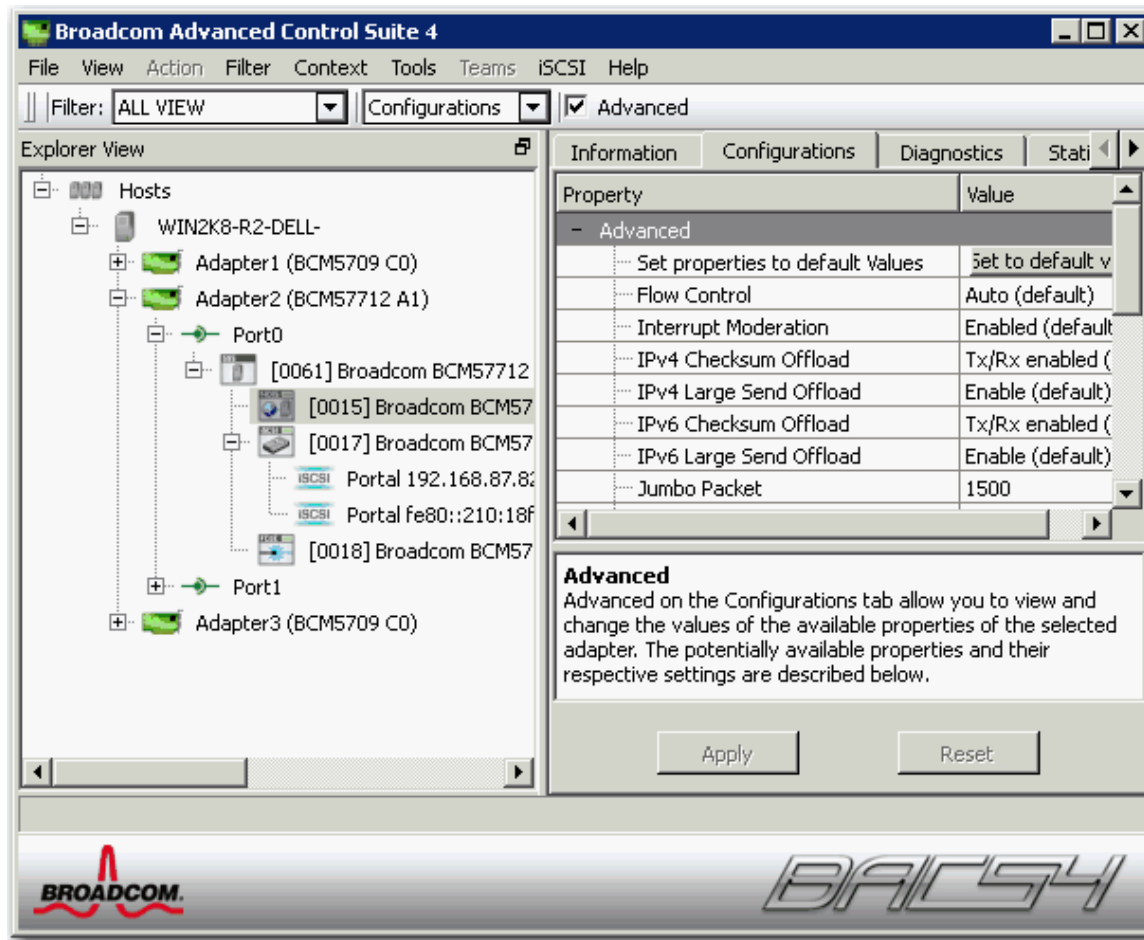 Broadcom Advanced Control Suite 4
File View Action Filter Context Tools Teams iSCSI Help
Filter: ALL VIEW Configurations Advanced
Explorer View
Hosts
WIN2K8-R2-DELL-
Adapter1 (BCM5709 C0)
Adapter2 (BCM57712 A1)
Port0
[0061] Broadcom BCM57712
[0015] Broadcom BCM57
[0017] Broadcom BCM57
iSCSI Portal 192.168.87.82
iSCSI Portal fe80::210:18f
[0018] Broadcom BCM57
Port1
Adapter3 (BCM5709 C0)
Information Configurations Diagnostics Stati
Property Value
Advanced
Set properties to default Values Set to default v
Flow Control Auto (default)
Interrupt Moderation Enabled (default
IPv4 Checksum Offload Tx/Rx enabled (
IPv4 Large Send Offload Enable (default)
IPv6 Checksum Offload Tx/Rx enabled (
IPv6 Large Send Offload Enable (default)
Jumbo Packet 1500
Advanced
Advanced on the Configurations tab allow you to view and
change the values of the available properties of the selected
adapter. The potentially available properties and their
respective settings are described below.
Apply Reset
BROADCOM.
BACS4